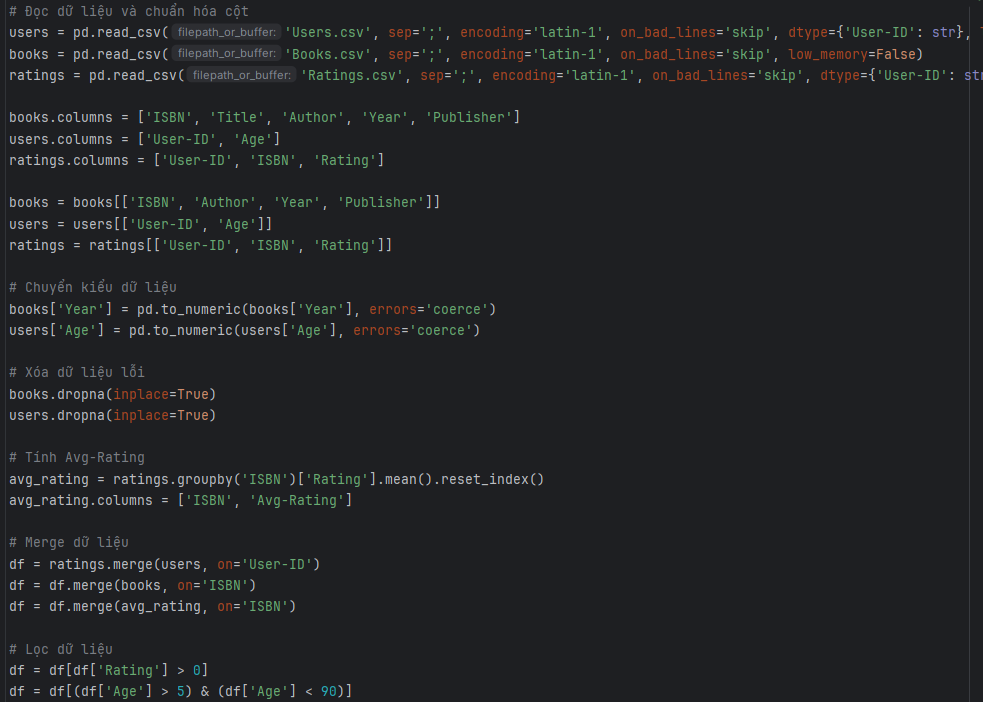 # Đọc dữ liệu và chuẩn hóa cột
users = pd.read_csv( filepath_or_buffer: 'Users.csv', sep=';', encoding='latin-1', on_bad_lines='skip', dtype={'User-ID': str},
books = pd.read_csv( filepath_or_buffer: 'Books.csv', sep=';', encoding='latin-1', on_bad_lines='skip', low_memory=False)
ratings = pd.read_csv( filepath_or_buffer: 'Ratings.csv', sep=';', encoding='latin-1', on_bad_lines='skip', dtype={'User-ID': str
books.columns = ['ISBN', 'Title', 'Author', 'Year', 'Publisher']
users.columns = ['User-ID', 'Age']
ratings.columns = ['User-ID', 'ISBN', 'Rating']
books = books[['ISBN', 'Author', 'Year', 'Publisher']]
users = users[['User-ID', 'Age']]
ratings = ratings[['User-ID', 'ISBN', 'Rating']]
# Chuyển kiểu dữ liệu
books['Year'] = pd.to_numeric(books['Year'], errors='coerce')
users['Age'] = pd.to_numeric(users['Age'], errors='coerce')
# Xóa dữ liệu lỗi
books.dropna(inplace=True)
users.dropna(inplace=True)
# Tính Avg-Rating
avg_rating = ratings.groupby('ISBN')['Rating'].mean().reset_index()
avg_rating.columns = ['ISBN', 'Avg-Rating']
# Merge dữ liệu
df = ratings.merge(users, on='User-ID')
df = df.merge(books, on='ISBN')
df = df.merge(avg_rating, on='ISBN')
# Lọc dữ liệu
df = df[df['Rating'] > 0]
df = df[(df['Age'] > 5) & (df['Age'] < 90)]